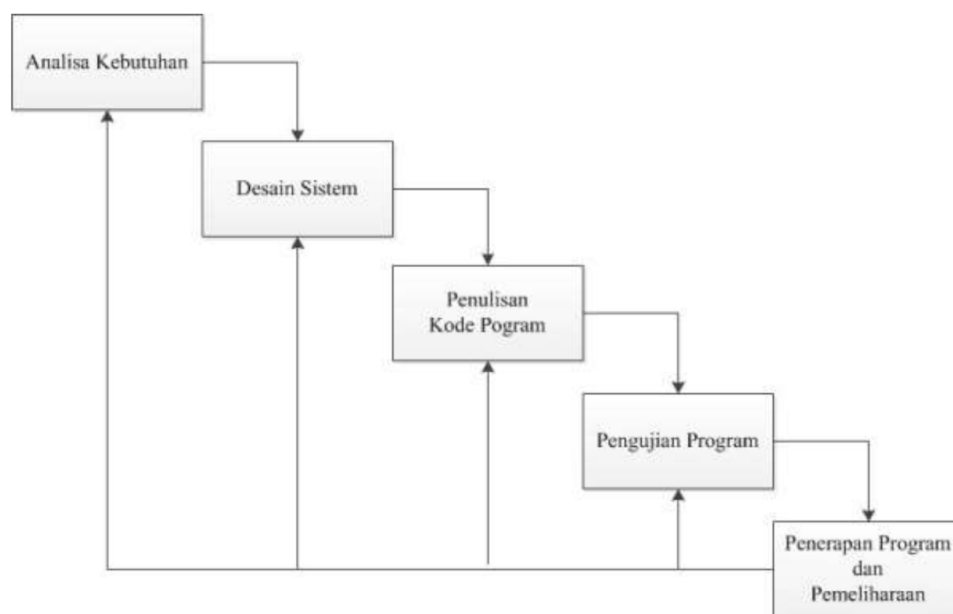 Analisa Kebutuhan
Desain Sistem
Penulisan
Kode Pogram
Pengujian Program
Penerapan Program
dan
Pemeliharaan